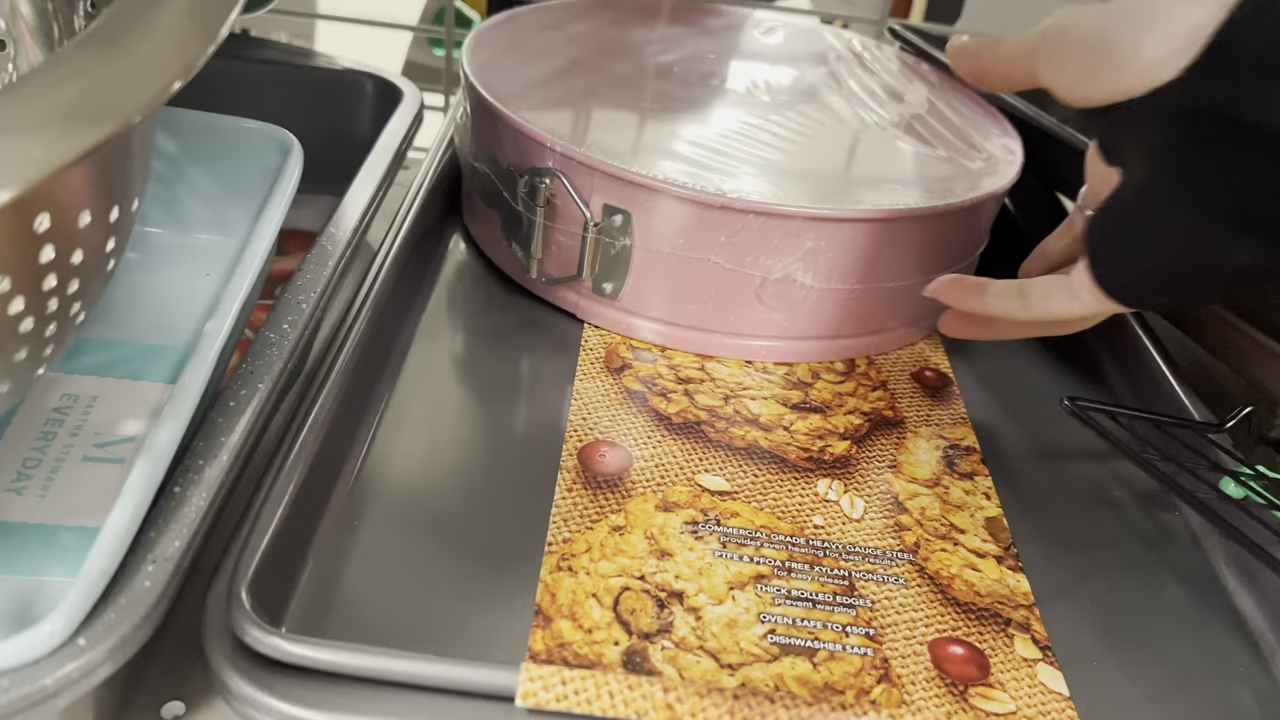 M
MARTHA STEWART
EVERYDAY
COMMERCIAL GRADE HEAVY GAUGE STEEL
provides even heating for best results
PTFE & PFOA FREE XYLAN NONSTICK
for easy release
THICK ROLLED EDGES
prevent warping
OVEN SAFE TO 450°F
DISHWASHER SAFE